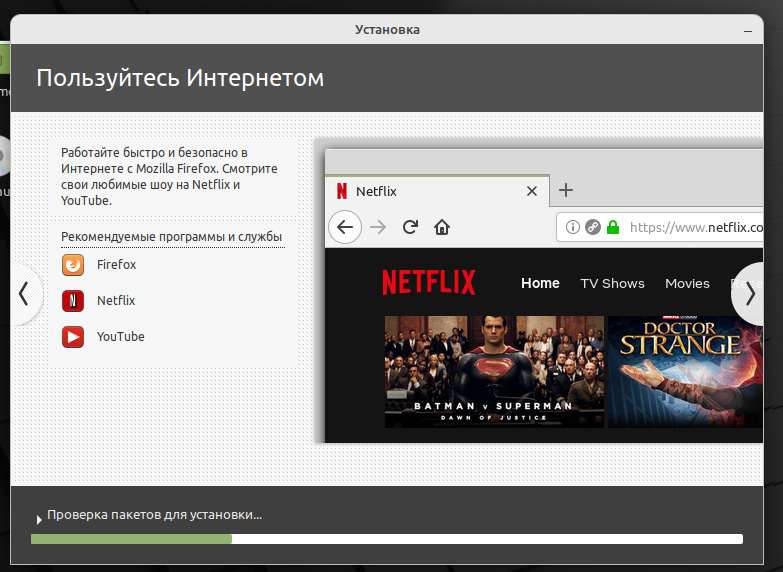 Установка
Пользуйтесь Интернетом
Работайте быстро и безопасно в
Интернете с Mozilla Firefox. Смотрите
свои любимые шоу на Netflix и
YouTube.
Рекомендуемые программы и службы
Firefox
Netflix
YouTube
Netflix
https://www.netflix.co
NETFLIX
Home TV Shows Movies
BATMAN V SUPERMAN
DAWN OF JUSTICE
DOCTOR
STRANGE
Проверка пакетов для установки...